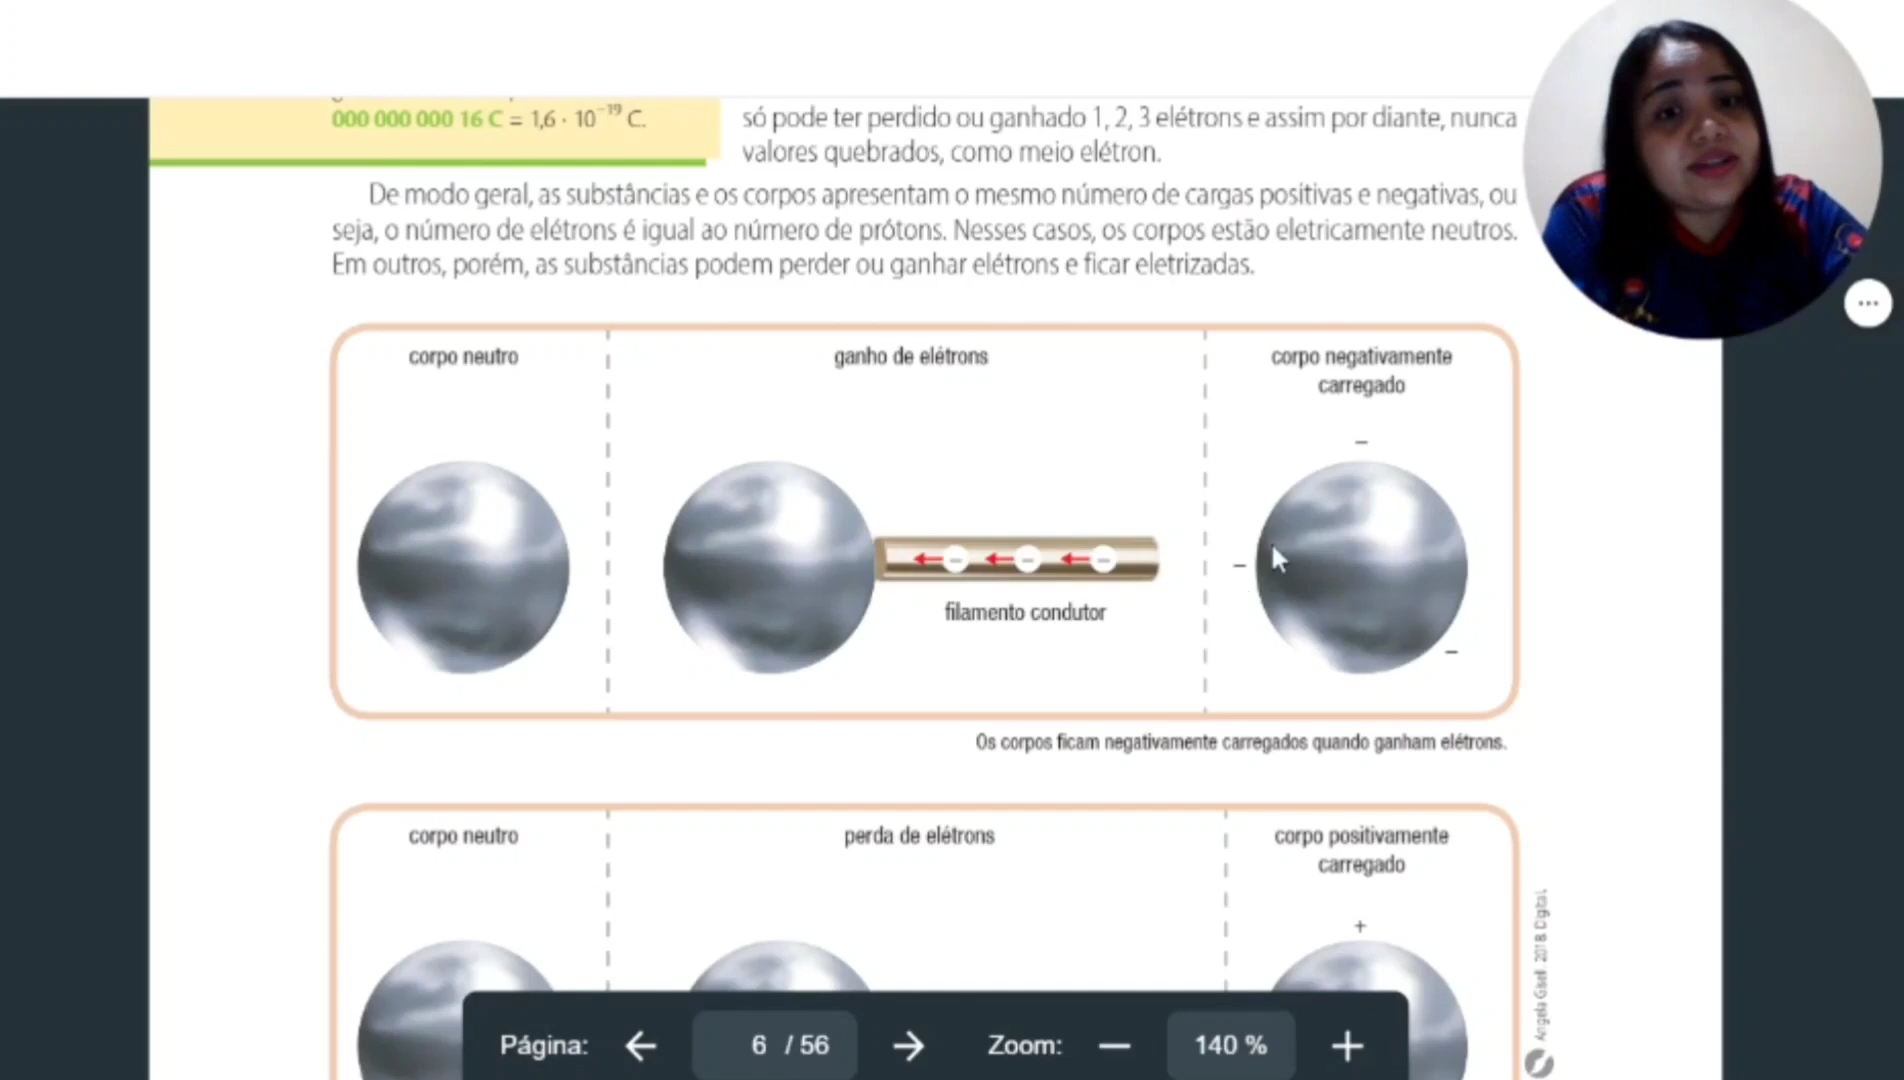 000 000 000 16 C = 1,6 · 10⁻¹⁹ C.
só pode ter perdido ou ganhado 1, 2, 3 elétrons e assim por diante, nunca
valores quebrados, como meio elétron.
De modo geral, as substâncias e os corpos apresentam o mesmo número de cargas positivas e negativas, ou
seja, o número de elétrons é igual ao número de prótons. Nesses casos, os corpos estão eletricamente neutros.
Em outros, porém, as substâncias podem perder ou ganhar elétrons e ficar eletrizadas.
corpo neutro
ganho de elétrons
corpo negativamente
carregado
−
− − −
−
−
filamento condutor
Os corpos ficam negativamente carregados quando ganham elétrons.
corpo neutro
perda de elétrons
corpo positivamente
carregado
+
Angela Giseli. 2018. Digital.
Página: 6 / 56 Zoom: 140 %